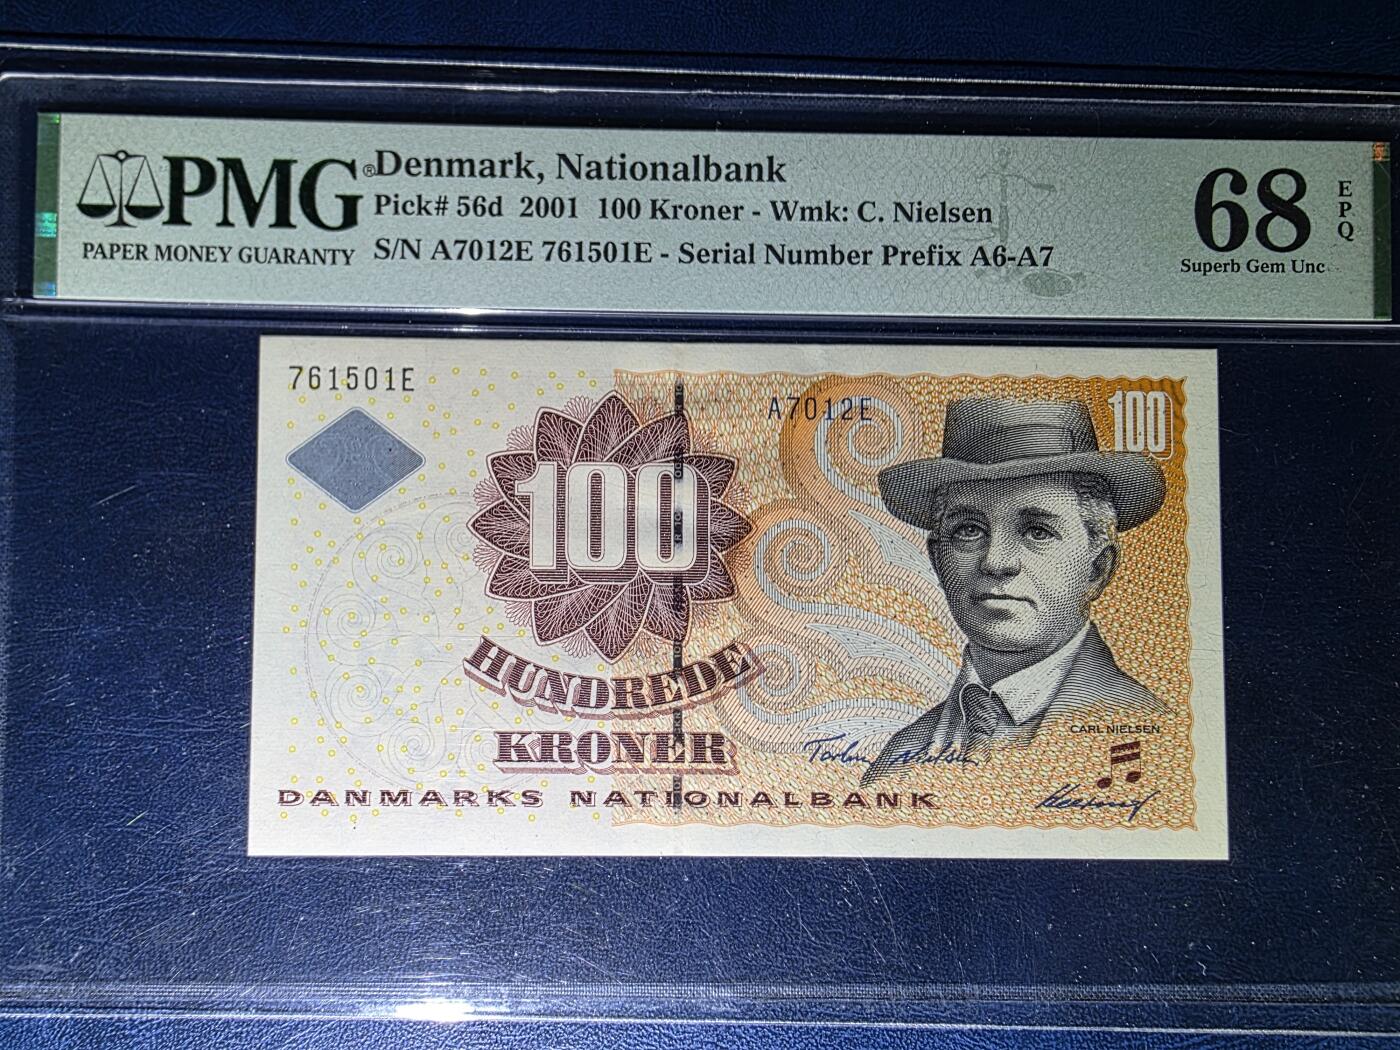 PMG®
PAPER MONEY GUARANTY
Denmark, Nationalbank
Pick# 56d 2001 100 Kroner - Wmk: C. Nielsen
S/N A7012E 761501E - Serial Number Prefix A6-A7
68
EPQ
Superb Gem Unc
761501E
A7012E
100
100
HUNDREDE
KRONER
CARL NIELSEN
DANMARKS NATIONALBANK